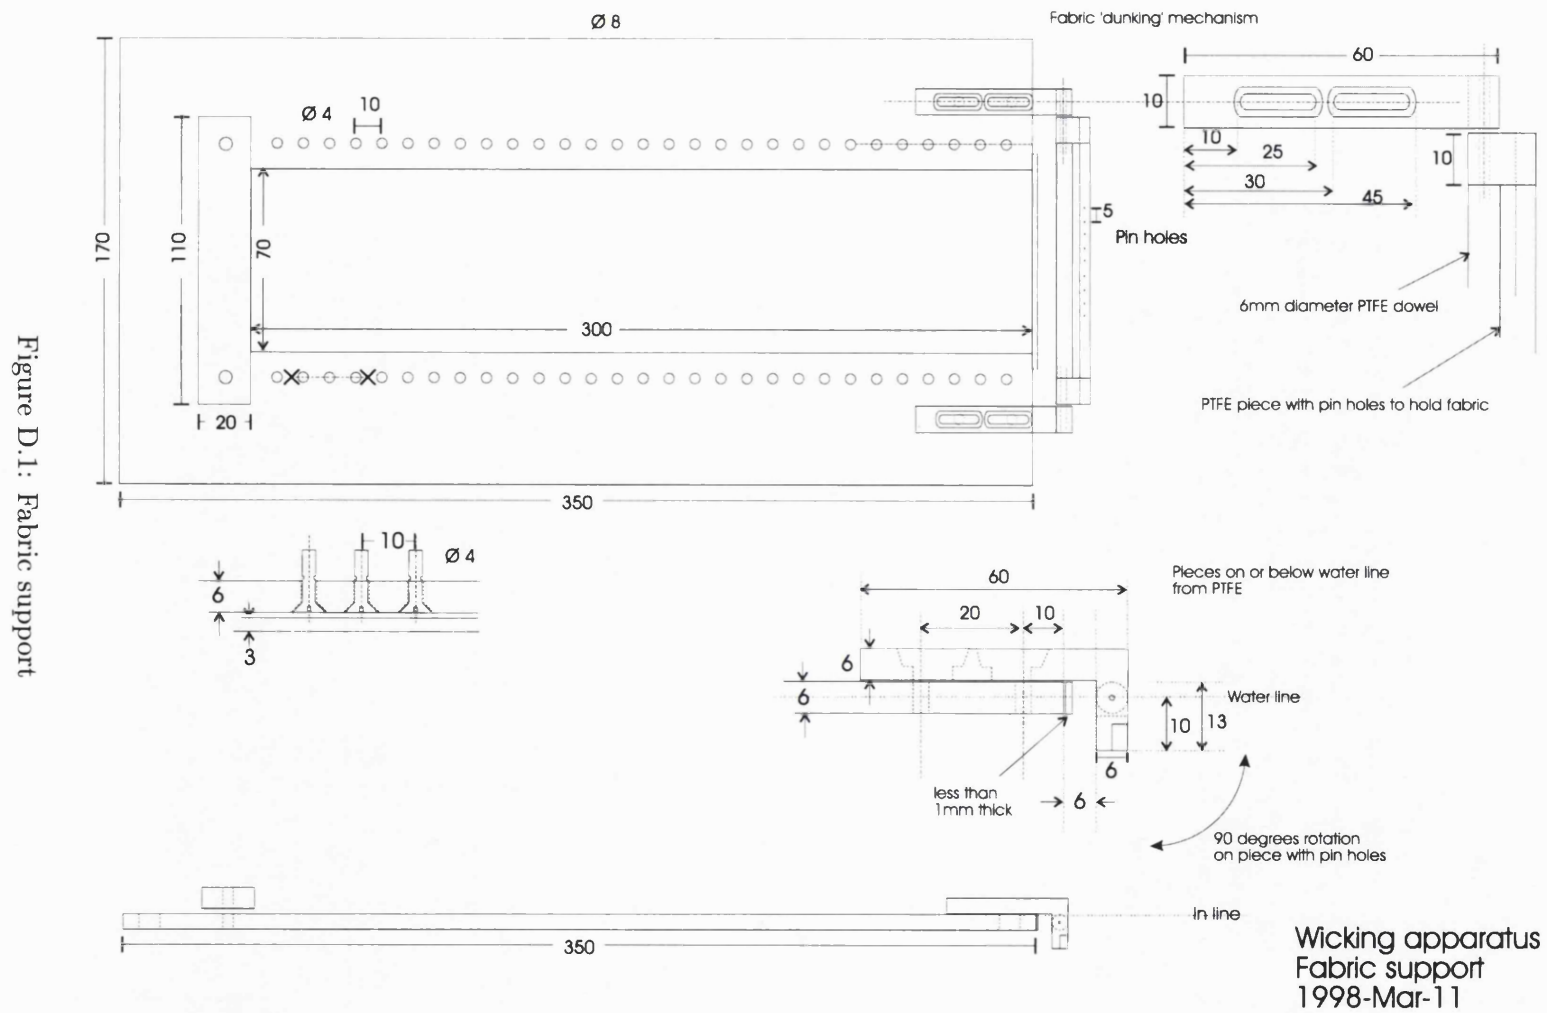 Ø 8
Fabric 'dunking' mechanism
60
10
Ø 4
10
10
25
30
45
10
170
110
70
5
Pin holes
6mm diameter PTFE dowel
300
PTFE piece with pin holes to hold fabric
20
350
Figure D.1: Fabric support
10
Ø 4
6
3
60
Pieces on or below water line
from PTFE
20
10
6
6
Water line
10
13
6
less than
1mm thick
6
90 degrees rotation
on piece with pin holes
In line
350
Wicking apparatus
Fabric support
1998-Mar-11